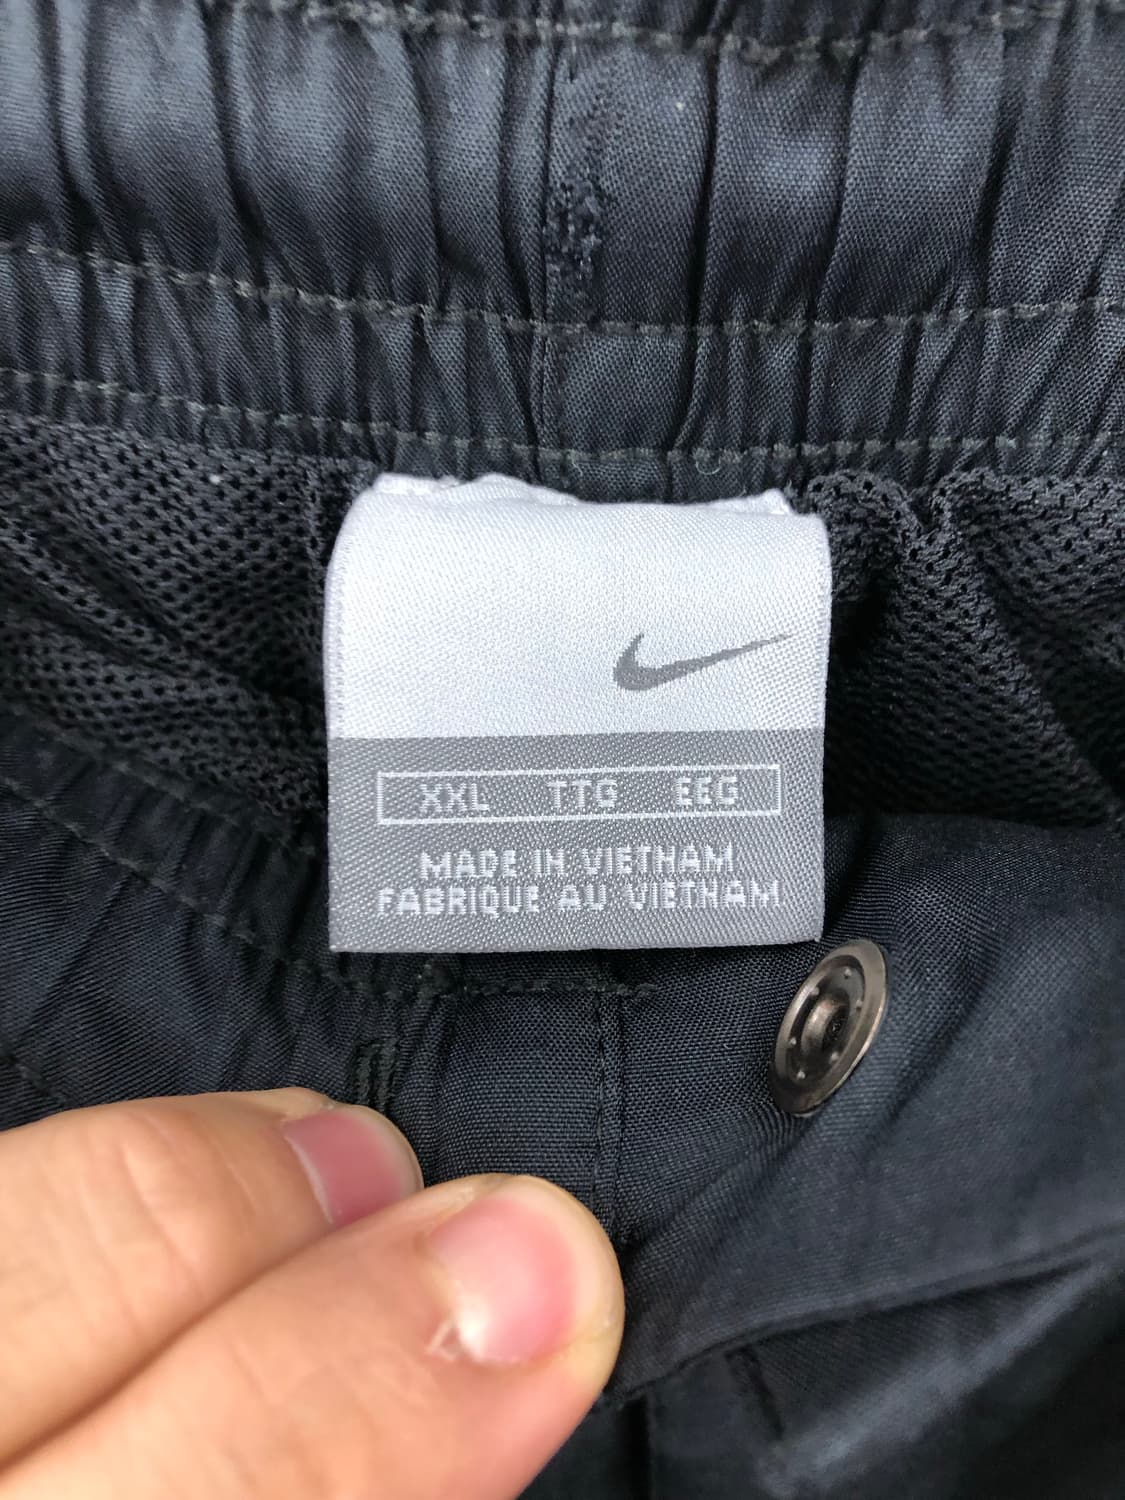 XXL TTG EEG
MADE IN VIETNAM
FABRIQUE AU VIETNAM